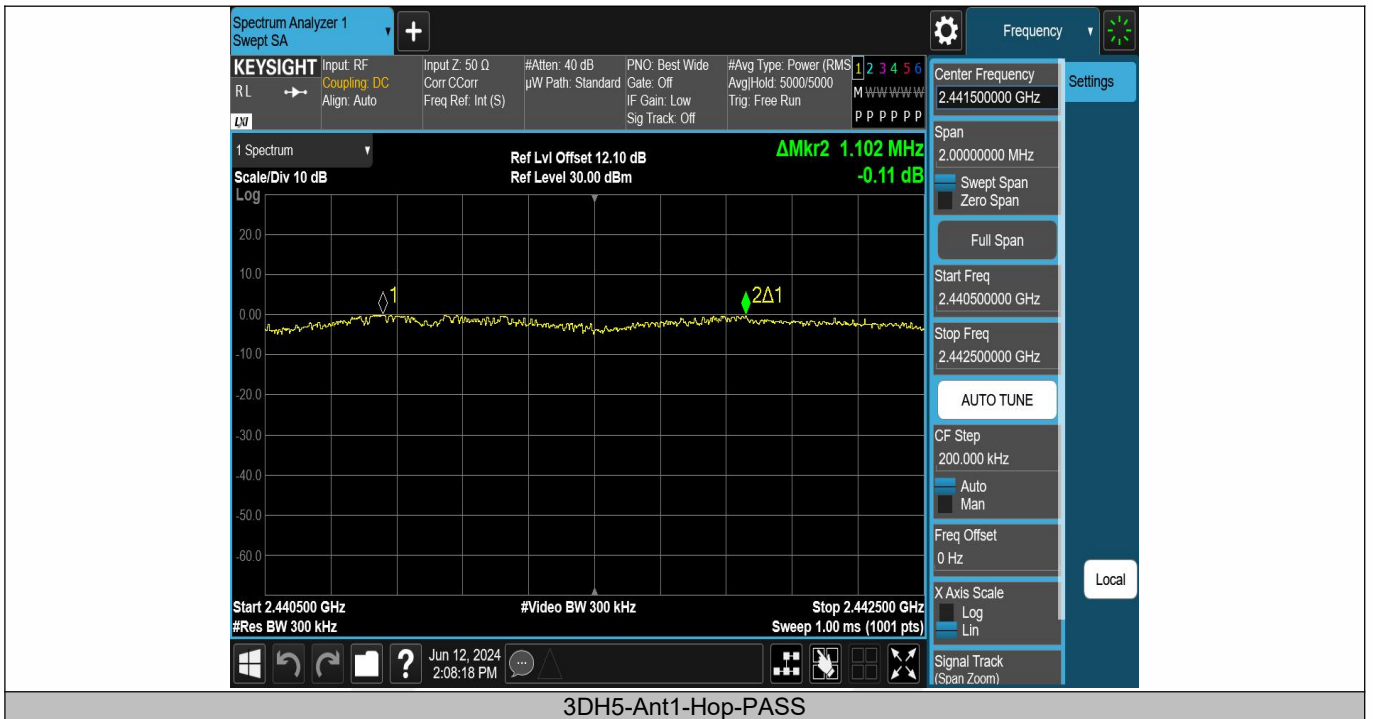 Spectrum Analyzer 1
Swept SA
+
Frequency
KEYSIGHT
RL
LXI
Input: RF
Coupling: DC
Align: Auto
Input Z: 50 Ω
Corr CCorr
Freq Ref: Int (S)
#Atten: 40 dB
µW Path: Standard
PNO: Best Wide
Gate: Off
IF Gain: Low
Sig Track: Off
#Avg Type: Power (RMS
Avg|Hold: 5000/5000
Trig: Free Run
1 2 3 4 5 6
M W W W W W
P P P P P P
1 Spectrum
Scale/Div 10 dB
Ref Lvl Offset 12.10 dB
Ref Level 30.00 dBm
ΔMkr2 1.102 MHz
-0.11 dB
Log
20.0
10.0
0.00
-10.0
-20.0
-30.0
-40.0
-50.0
-60.0
1
2Δ1
Start 2.440500 GHz
#Res BW 300 kHz
#Video BW 300 kHz
Stop 2.442500 GHz
Sweep 1.00 ms (1001 pts)
?
Jun 12, 2024
2:08:18 PM
Center Frequency
2.441500000 GHz
Span
2.00000000 MHz
Swept Span
Zero Span
Full Span
Start Freq
2.440500000 GHz
Stop Freq
2.442500000 GHz
AUTO TUNE
CF Step
200.000 kHz
Auto
Man
Freq Offset
0 Hz
X Axis Scale
Log
Lin
Signal Track
(Span Zoom)
Settings
Local
3DH5-Ant1-Hop-PASS